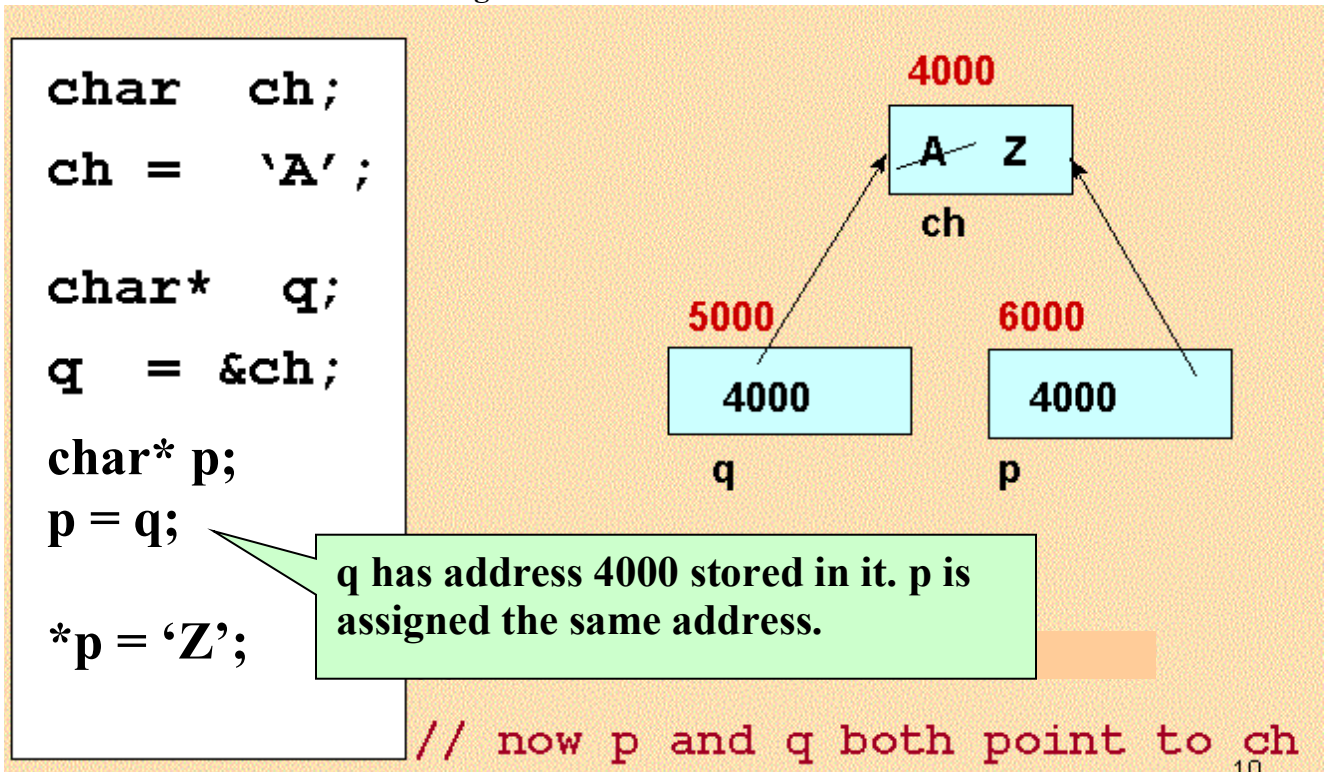 char ch;
ch = ‘A’;
char* q;
q = &ch;
char* p;
p = q;
*p = ‘Z’;
4000
A Z
ch
5000
6000
4000
4000
q
p
q has address 4000 stored in it. p is
assigned the same address.
// now p and q both point to ch